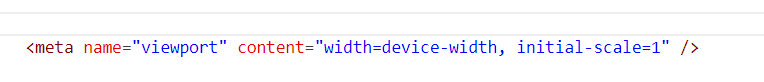 <meta name="viewport" content="width=device-width, initial-scale=1" />